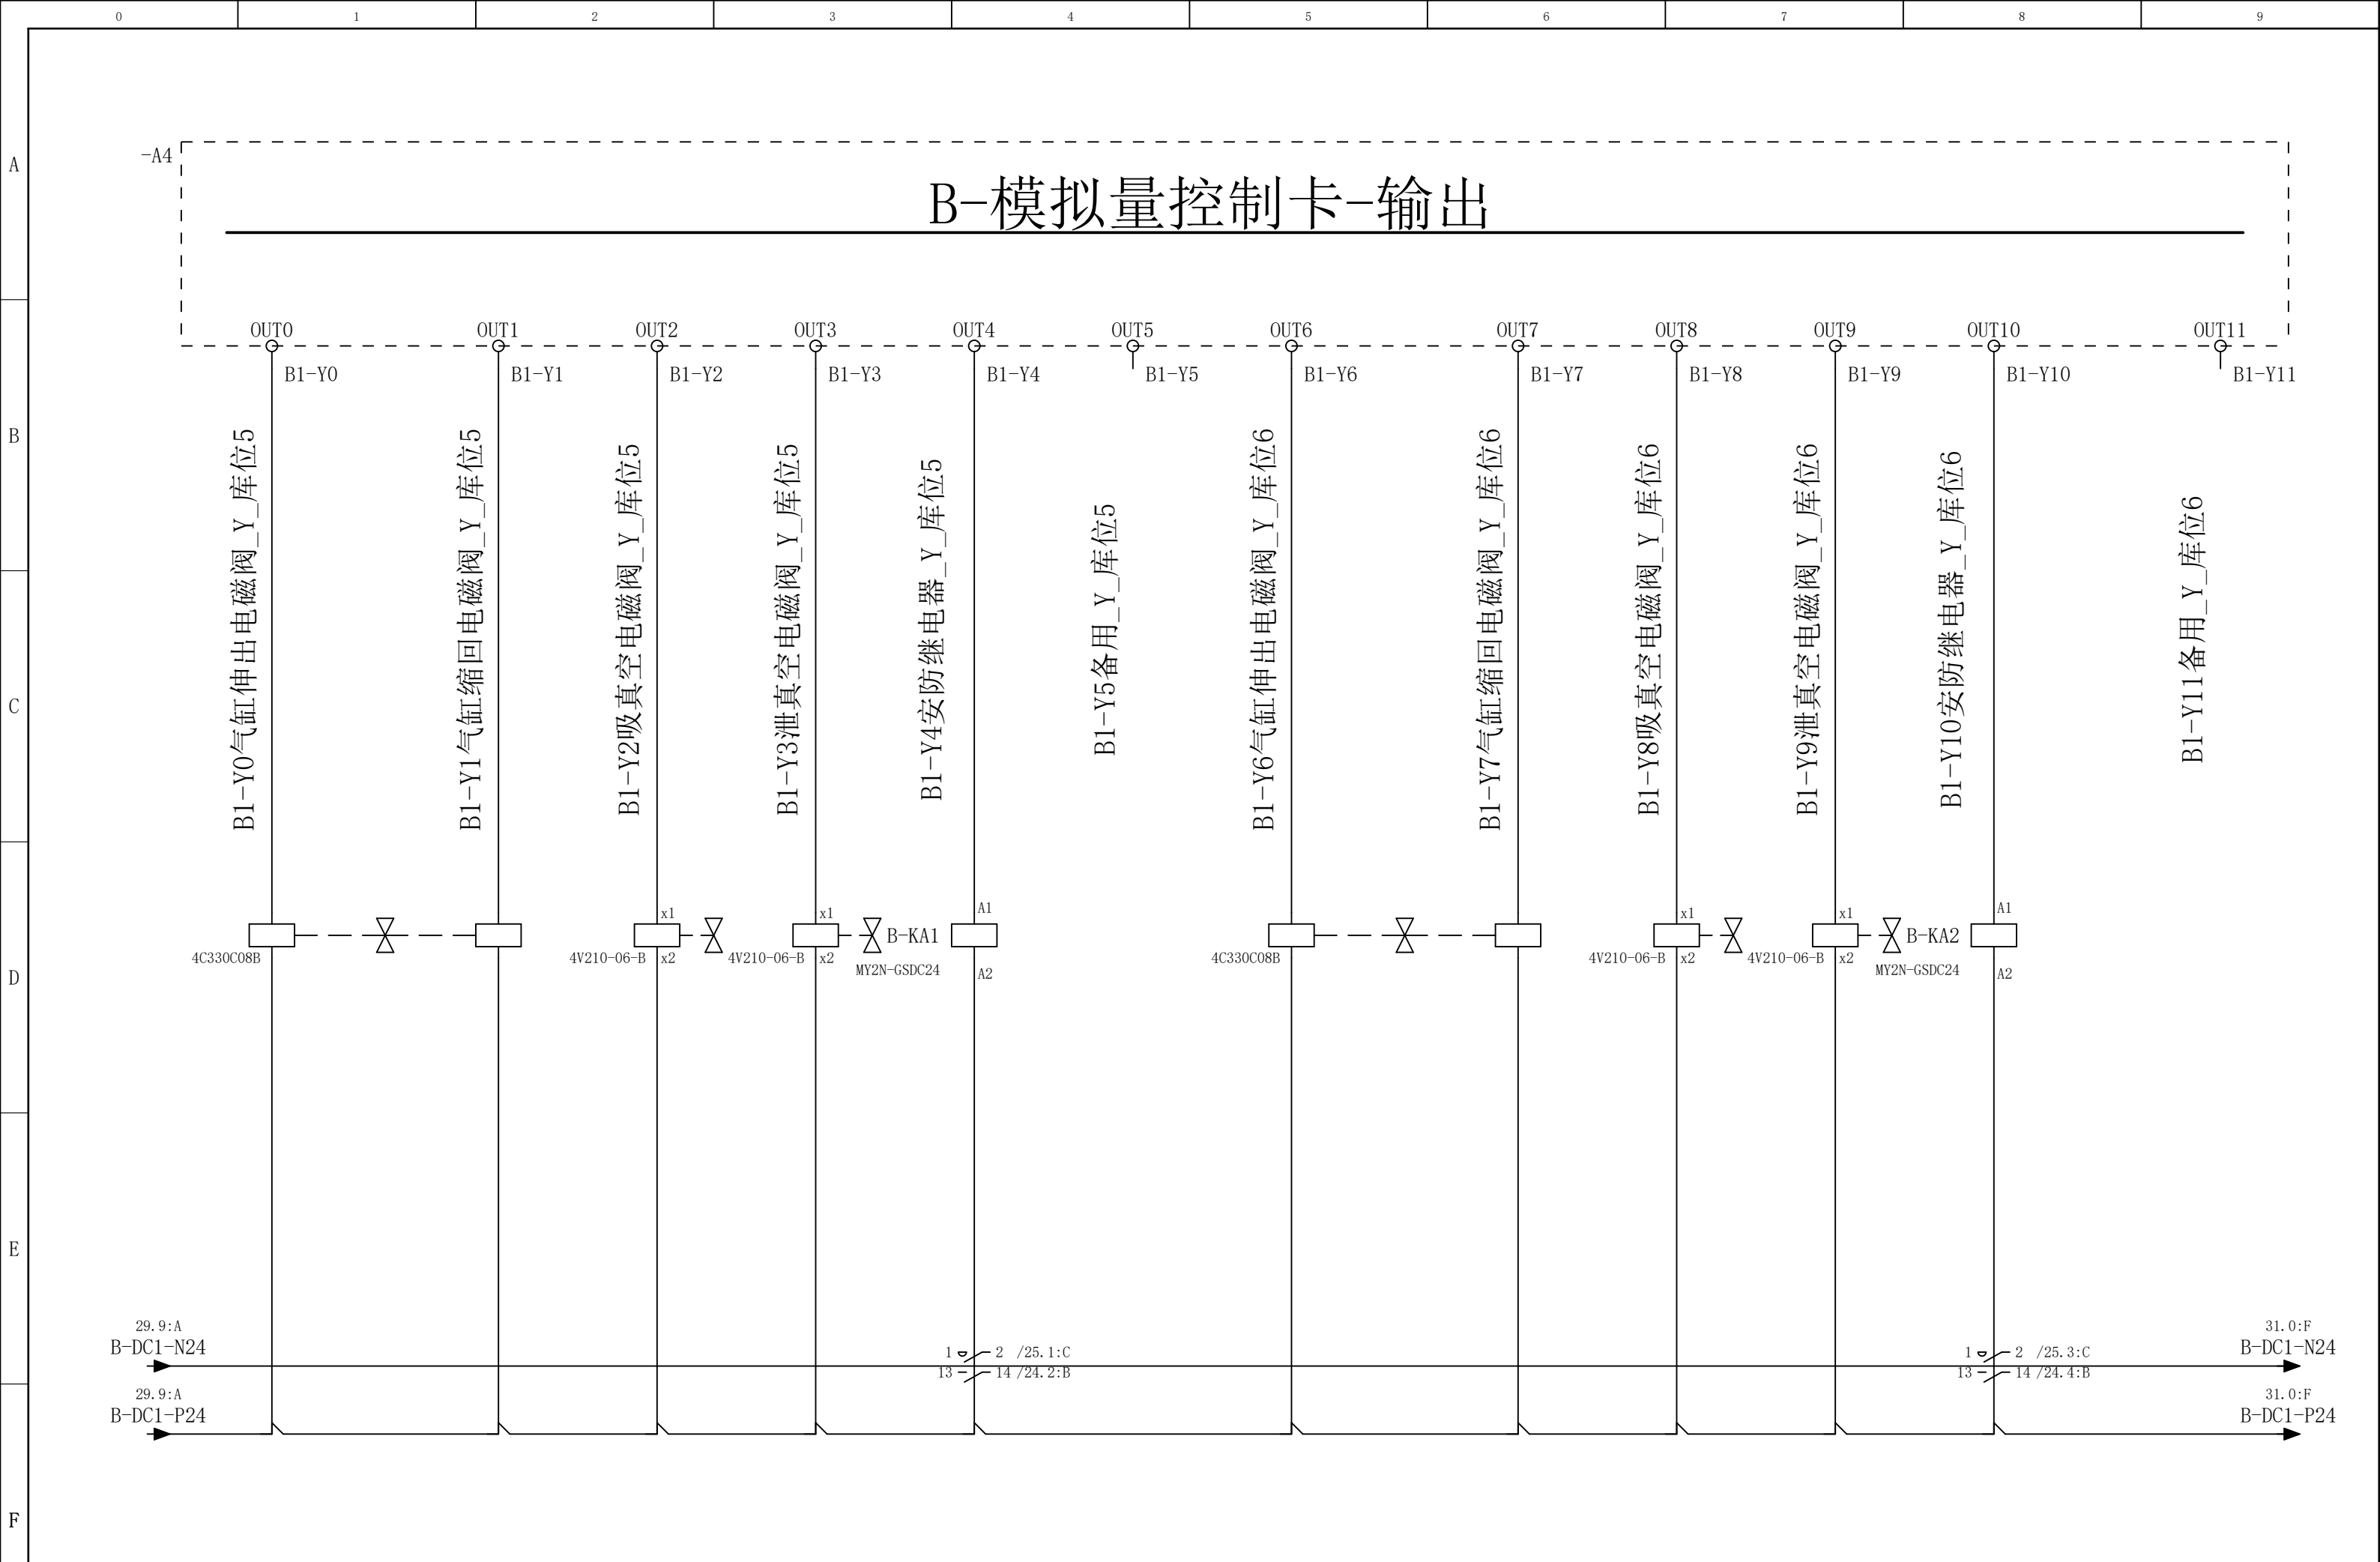 0 1 2 3 4 5 6 7 8 9
A
-A4
B-模拟量控制卡-输出
OUT0 OUT1 OUT2 OUT3 OUT4 OUT5 OUT6 OUT7 OUT8 OUT9 OUT10 OUT11
B1-Y0 B1-Y1 B1-Y2 B1-Y3 B1-Y4 B1-Y5 B1-Y6 B1-Y7 B1-Y8 B1-Y9 B1-Y10 B1-Y11
B
B1-Y0气缸伸出电磁阀_Y_库位5
B1-Y1气缸缩回电磁阀_Y_库位5
B1-Y2吸真空电磁阀_Y_库位5
B1-Y3泄真空电磁阀_Y_库位5
B1-Y4安防继电器_Y_库位5
B1-Y5备用_Y_库位5
B1-Y6气缸伸出电磁阀_Y_库位6
B1-Y7气缸缩回电磁阀_Y_库位6
B1-Y8吸真空电磁阀_Y_库位6
B1-Y9泄真空电磁阀_Y_库位6
B1-Y10安防继电器_Y_库位6
B1-Y11备用_Y_库位6
C
x1 x1 A1 x1 x1 A1
B-KA1 B-KA2
4C330C08B 4V210-06-B x2 4V210-06-B x2 4C330C08B 4V210-06-B x2 4V210-06-B x2
MY2N-GSDC24 A2 MY2N-GSDC24 A2
D
E
29.9:A 31.0:F
B-DC1-N24 B-DC1-N24
1 2 /25.1:C 1 2 /25.3:C
13 14 /24.2:B 13 14 /24.4:B
29.9:A 31.0:F
B-DC1-P24 B-DC1-P24
F